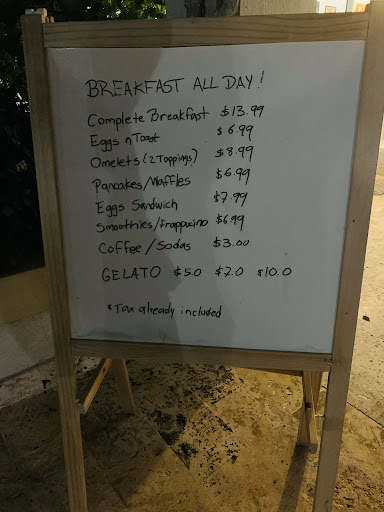 BREAKFAST ALL DAY!
Complete Breakfast $13.99
Eggs n Toast $6.99
Omelets (2 Toppings) $8.99
Pancakes/Waffles $6.99
Eggs Sandwich $7.99
Smoothies/Frappucino $6.99
Coffee/Sodas $3.00
GELATO $5.0 $7.0 $10.0
*Tax already included